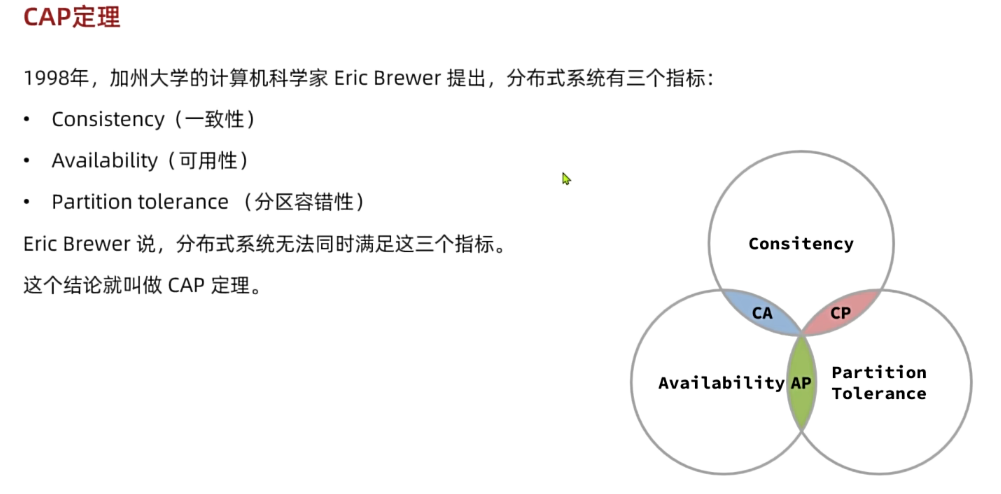 CAP定理
1998年，加州大学的计算机科学家 Eric Brewer 提出，分布式系统有三个指标：
• Consistency（一致性）
• Availability（可用性）
• Partition tolerance （分区容错性）
Eric Brewer 说，分布式系统无法同时满足这三个指标。
这个结论就叫做 CAP 定理。
Consitency
CA
CP
Availability
AP
Partition
Tolerance